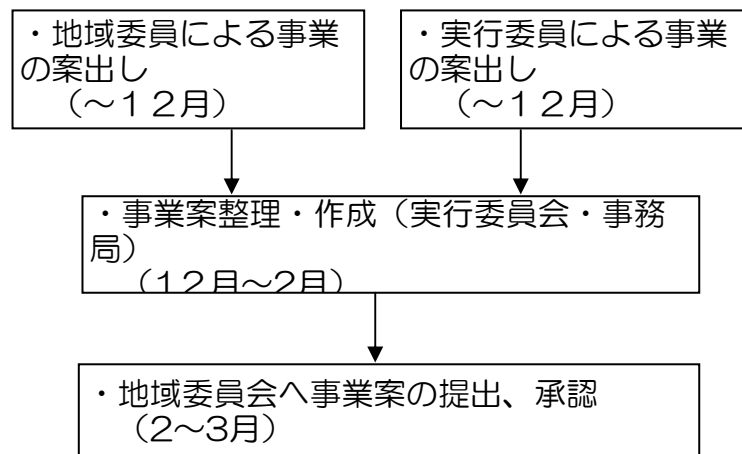 ・地域委員による事業
の案出し
（～１２月）
・実行委員による事業
の案出し
（～１２月）
・事業案整理・作成（実行委員会・事務
局）
（１２月～2月）
・地域委員会へ事業案の提出、承認
（2～3月）